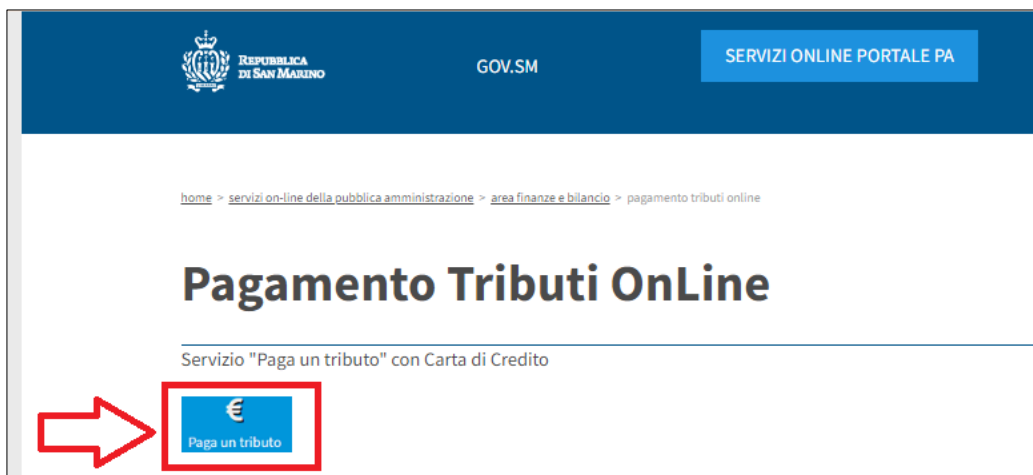 REPUBBLICA
DI SAN MARINO
GOV.SM
SERVIZI ONLINE PORTALE PA
home > servizi on-line della pubblica amministrazione > area finanze e bilancio > pagamento tributi online
Pagamento Tributi OnLine
Servizio "Paga un tributo" con Carta di Credito
€
Paga un tributo